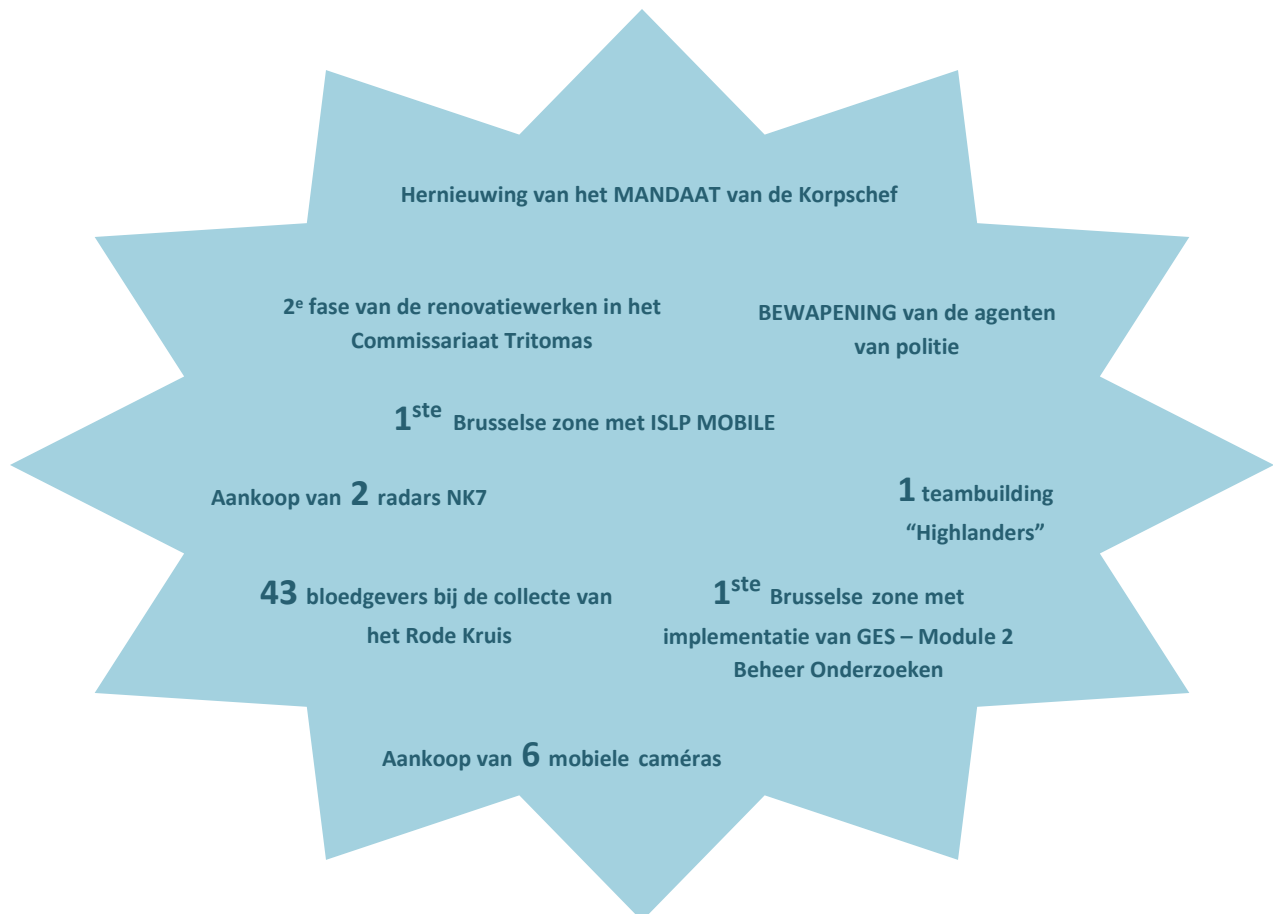 Hernieuwing van het MANDAAT van de Korpschef
2e fase van de renovatiewerken in het
Commissariaat Tritomas
BEWAPENING van de agenten
van politie
1ste Brusselse zone met ISLP MOBILE
Aankoop van 2 radars NK7
1 teambuilding
“Highlanders”
43 bloedgevers bij de collecte van
het Rode Kruis
1ste Brusselse zone met
implementatie van GES – Module 2
Beheer Onderzoeken
Aankoop van 6 mobiele caméras